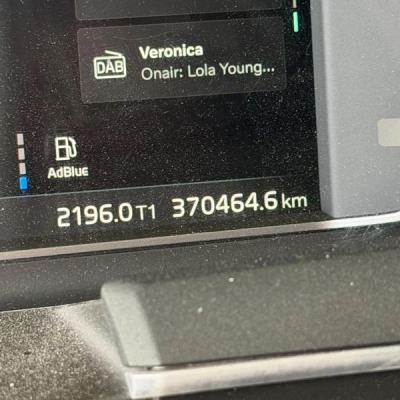 Veronica
DAB
Onair: Lola Young...
AdBlue
2196.0 T1 370464.6 km